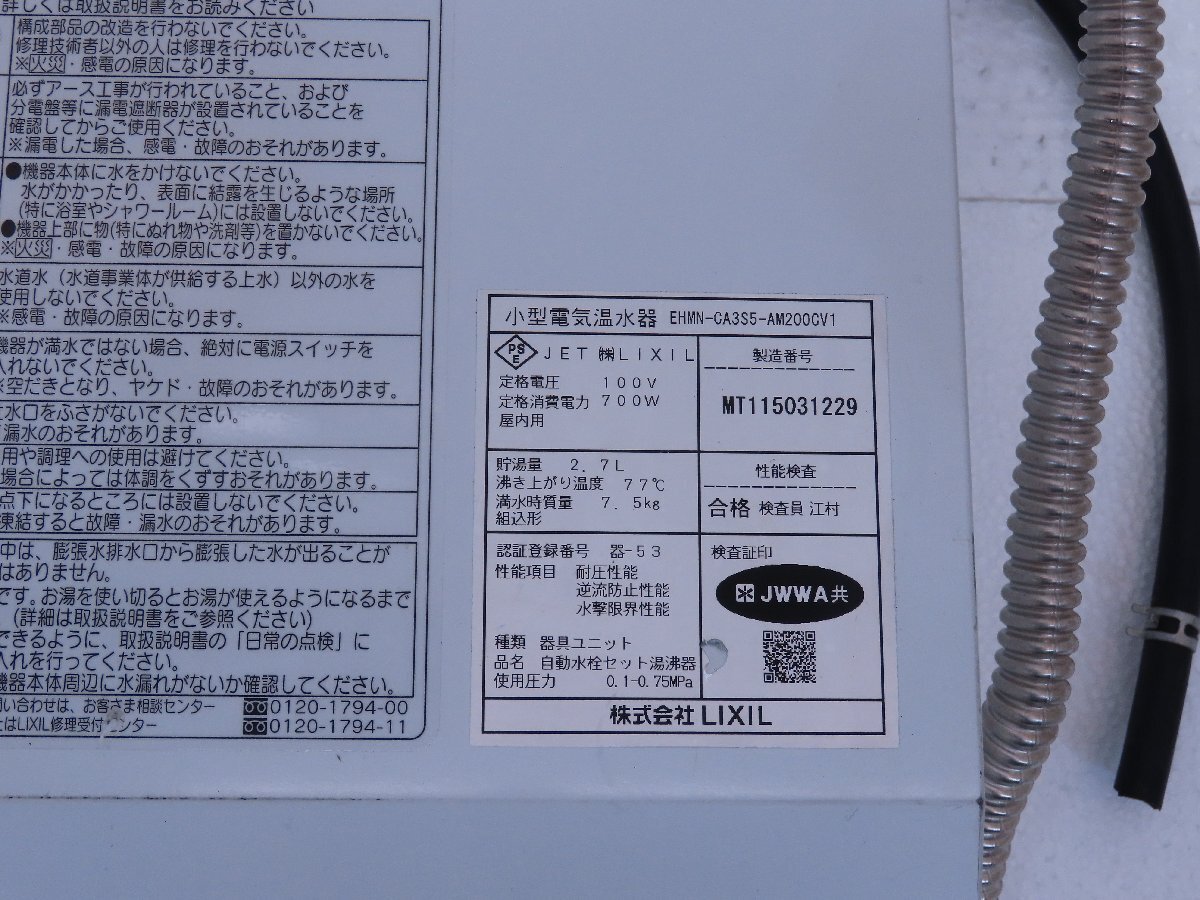 詳しくは取扱説明書をお読みください
構成部品の改造を行わないでください。
修理技術者以外の人は修理を行わないでください。
※火災・感電の原因になります。
必ずアース工事が行われていること、および
分電盤等に漏電遮断器が設置されていることを
確認してからご使用ください。
※漏電した場合、感電・故障のおそれがあります。
●機器本体に水をかけないでください。
水がかかったり、表面に結露を生じるような場所
(特に浴室やシャワールーム)には設置しないでください。
●機器上部に物(特にぬれ物や洗剤等)を置かないでください。
※火災・感電・故障の原因になります。
水道水（水道事業体が供給する上水）以外の水を
使用しないでください。
※感電・故障の原因になります。
機器が満水ではない場合、絶対に電源スイッチを
入れないでください。
※空だきとなり、ヤケド・故障のおそれがあります。
水口をふさがないでください。
漏水のおそれがあります。
用や調理への使用は避けてください。
場合によっては体調をくずすおそれがあります。
点下になるところには設置しないでください。
凍結すると故障・漏水のおそれがあります。
中は、膨張水排水口から膨張した水が出ることが
はありません。
です。お湯を使い切るとお湯が使えるようになるまで
。(詳細は取扱説明書をご参照ください)
できるように、取扱説明書の「日常の点検」に
入れを行ってください。
機器本体周辺に水漏れがないか確認してください。
問い合わせは、お客さま相談センター 0120-1794-00
たはLIXIL修理受付センター 0120-1794-11
小型電気温水器 EHMN-CA3S5-AM200CV1
PSE JET ㈱LIXIL
定格電圧 100V
定格消費電力 700W
屋内用
製造番号
MT115031229
貯湯量 2.7L
沸き上がり温度 77℃
満水時質量 7.5kg
組込形
性能検査
合格 検査員 江村
認証登録番号 器-53
性能項目 耐圧性能
逆流防止性能
水撃限界性能
種類 器具ユニット
品名 自動水栓セット湯沸器
使用圧力 0.1-0.75MPa
検査証印
JWWA共
株式会社 LIXIL